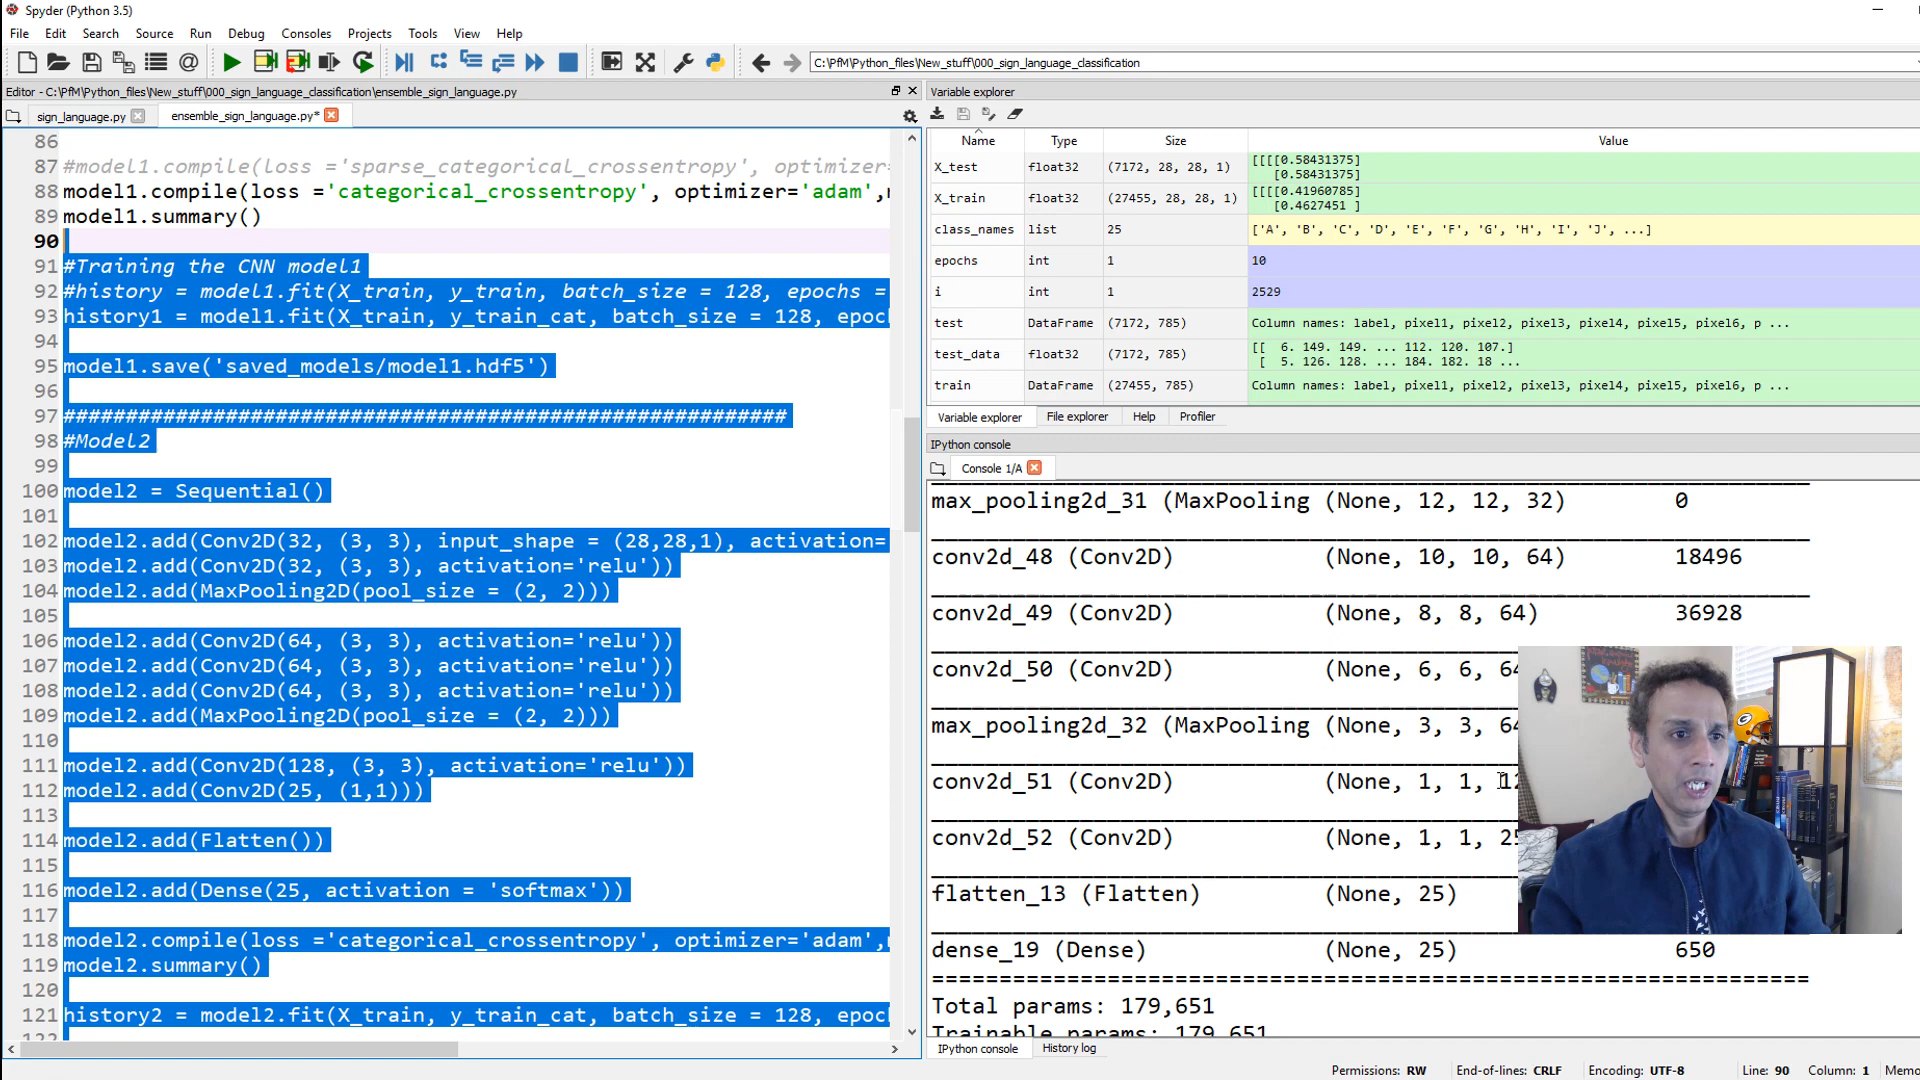 Spyder (Python 3.5)
File Edit Search Source Run Debug Consoles Projects Tools View Help
C:\PfM\Python_files\New_stuff\000_sign_language_classification
Editor - C:\PfM\Python_files\New_stuff\000_sign_language_classification\ensemble_sign_language.py
sign_language.py
ensemble_sign_language.py*
86
87 #model1.compile(loss ='sparse_categorical_crossentropy', optimizer=
88 model1.compile(loss ='categorical_crossentropy', optimizer='adam',
89 model1.summary()
90
91 #Training the CNN model1
92 #history = model1.fit(X_train, y_train, batch_size = 128, epochs =
93 history1 = model1.fit(X_train, y_train_cat, batch_size = 128, epoc
94
95 model1.save('saved_models/model1.hdf5')
96
97 ##########################################################
98 #Model2
99
100 model2 = Sequential()
101
102 model2.add(Conv2D(32, (3, 3), input_shape = (28,28,1), activation=
103 model2.add(Conv2D(32, (3, 3), activation='relu'))
104 model2.add(MaxPooling2D(pool_size = (2, 2)))
105
106 model2.add(Conv2D(64, (3, 3), activation='relu'))
107 model2.add(Conv2D(64, (3, 3), activation='relu'))
108 model2.add(Conv2D(64, (3, 3), activation='relu'))
109 model2.add(MaxPooling2D(pool_size = (2, 2)))
110
111 model2.add(Conv2D(128, (3, 3), activation='relu'))
112 model2.add(Conv2D(25, (1,1)))
113
114 model2.add(Flatten())
115
116 model2.add(Dense(25, activation = 'softmax'))
117
118 model2.compile(loss ='categorical_crossentropy', optimizer='adam',
119 model2.summary()
120
121 history2 = model2.fit(X_train, y_train_cat, batch_size = 128, epoc
Variable explorer
Name Type Size Value
X_test float32 (7172, 28, 28, 1) [[[[0.58431375]
[0.58431375]
X_train float32 (27455, 28, 28, 1) [[[[0.41960785]
[0.4627451 ]
class_names list 25 ['A', 'B', 'C', 'D', 'E', 'F', 'G', 'H', 'I', 'J', ...]
epochs int 1 10
i int 1 2529
test DataFrame (7172, 785) Column names: label, pixel1, pixel2, pixel3, pixel4, pixel5, pixel6, p ...
test_data float32 (7172, 785) [[ 6. 149. 149. ... 112. 120. 107.]
[ 5. 126. 128. ... 184. 182. 18 ...
train DataFrame (27455, 785) Column names: label, pixel1, pixel2, pixel3, pixel4, pixel5, pixel6, p ...
Variable explorer File explorer Help Profiler
IPython console
Console 1/A
max_pooling2d_31 (MaxPooling (None, 12, 12, 32) 0
conv2d_48 (Conv2D) (None, 10, 10, 64) 18496
conv2d_49 (Conv2D) (None, 8, 8, 64) 36928
conv2d_50 (Conv2D) (None, 6, 6, 64
max_pooling2d_32 (MaxPooling (None, 3, 3, 64
conv2d_51 (Conv2D) (None, 1, 1, 12
conv2d_52 (Conv2D) (None, 1, 1, 25
flatten_13 (Flatten) (None, 25)
dense_19 (Dense) (None, 25) 650
Total params: 179,651
Trainable params: 179,651
IPython console History log
Permissions: RW End-of-lines: CRLF Encoding: UTF-8 Line: 90 Column: 1 Memo